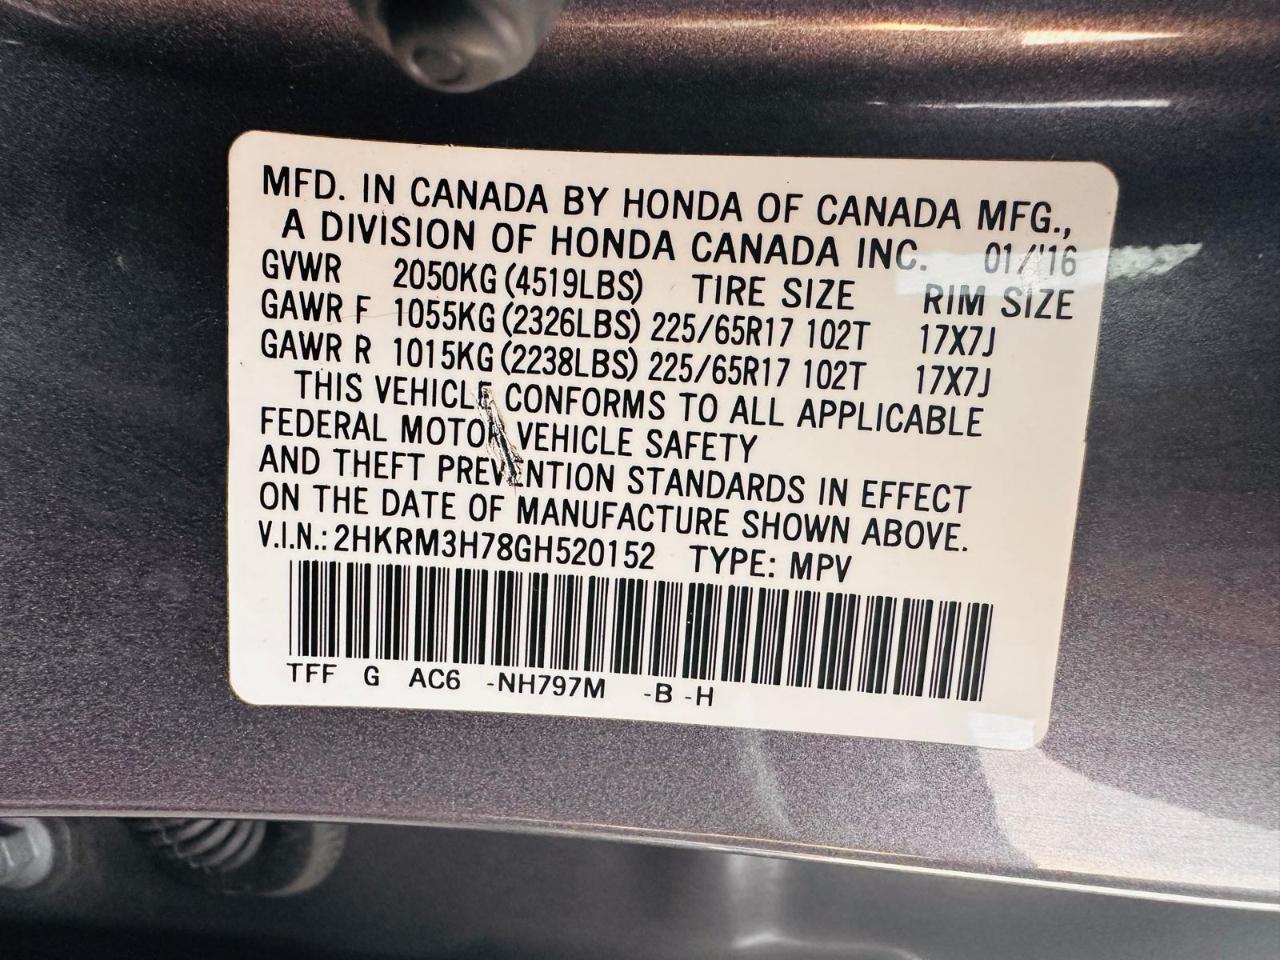 MFD. IN CANADA BY HONDA OF CANADA MFG.,
A DIVISION OF HONDA CANADA INC. 01/'16
GVWR 2050KG (4519LBS) TIRE SIZE RIM SIZE
GAWR F 1055KG (2326LBS) 225/65R17 102T 17X7J
GAWR R 1015KG (2238LBS) 225/65R17 102T 17X7J
THIS VEHICLE CONFORMS TO ALL APPLICABLE
FEDERAL MOTOR VEHICLE SAFETY
AND THEFT PREVENTION STANDARDS IN EFFECT
ON THE DATE OF MANUFACTURE SHOWN ABOVE.
V.I.N.: 2HKRM3H78GH520152 TYPE: MPV
TFF G AC6 -NH797M -B -H